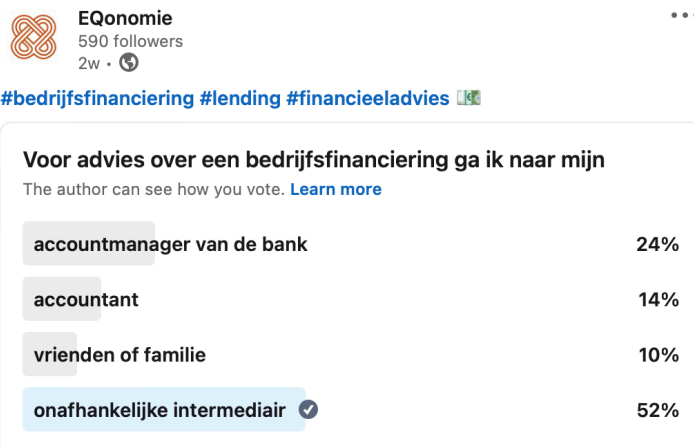 EQonomie
590 followers
2w •
#bedrijfsfinanciering #lending #financieeladvies
Voor advies over een bedrijfsfinanciering ga ik naar mijn
The author can see how you vote. Learn more
accountmanager van de bank 24%
accountant 14%
vrienden of familie 10%
onafhankelijke intermediair 52%